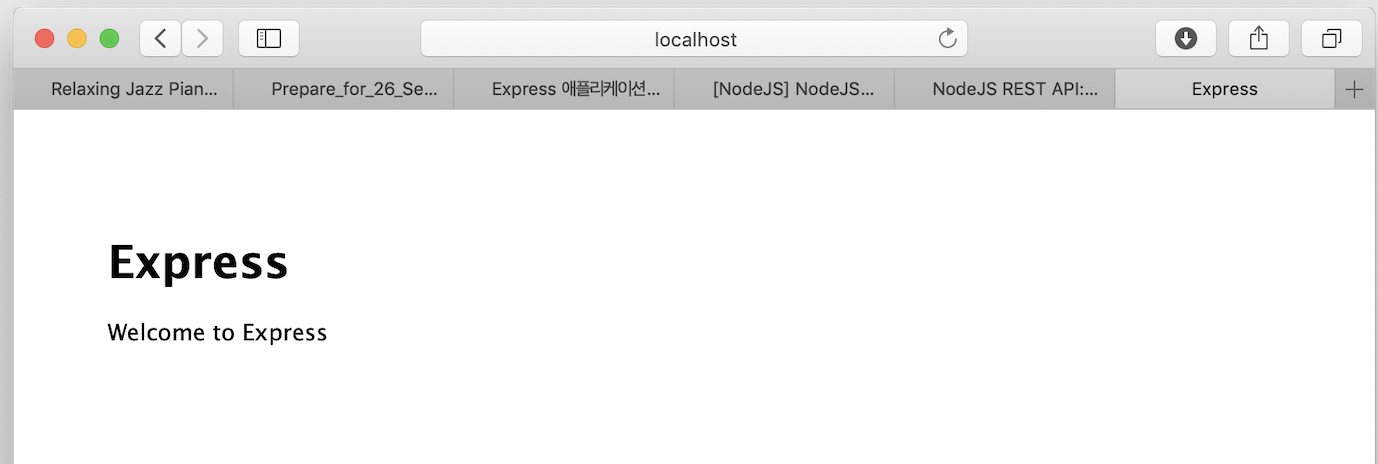 localhost
Relaxing Jazz Pian...
Prepare_for_26_Se...
Express 애플리케이션...
[NodeJS] NodeJS...
NodeJS REST API:...
Express
Express
Welcome to Express